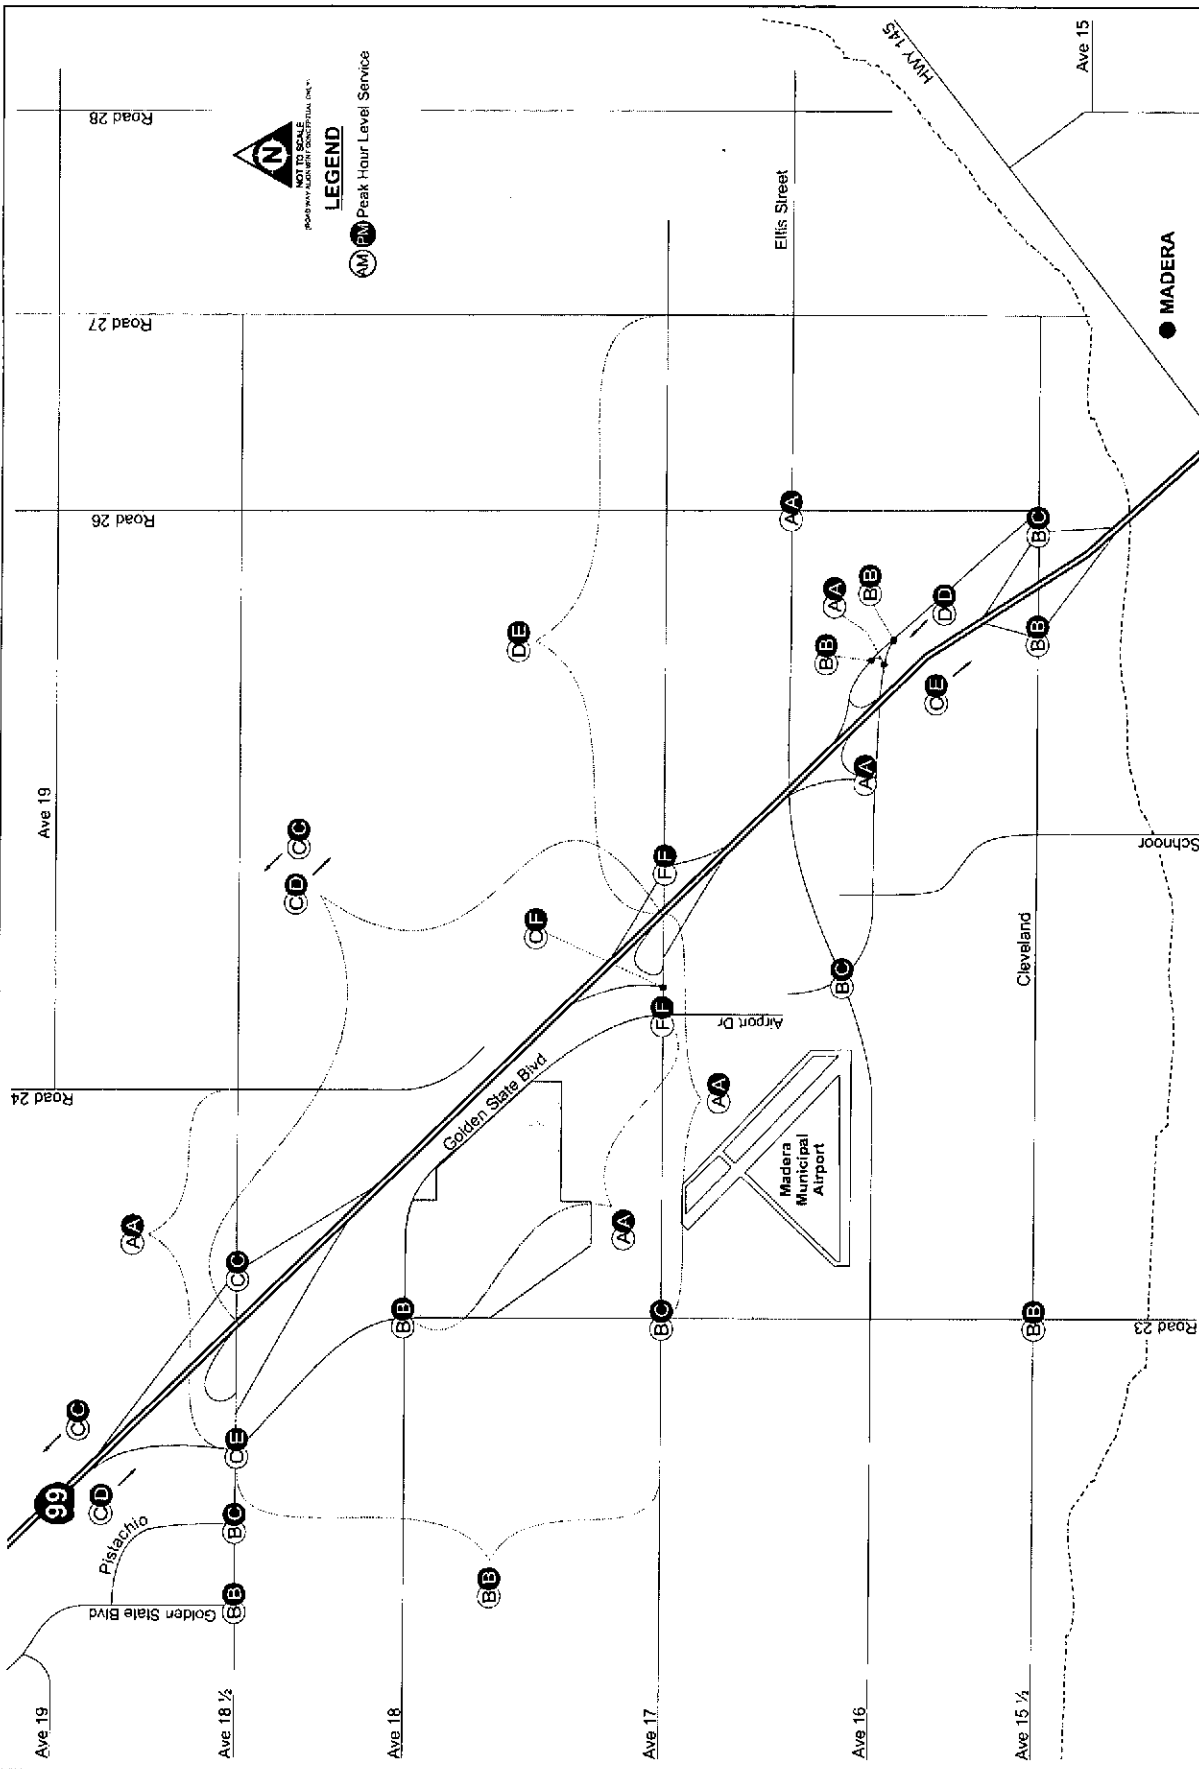 Road 28
NOT TO SCALE
LEGEND
AM PM Peak Hour Level Service
HWY 145
Ave 15
MADERA
Road 27
Ellis Street
Road 26
A A
B C
A A
B B
D D
B B
B B
D E
C E
Ave 19
A A
Schnoor
C C
C D
F F
C F
B C
Cleveland
F F
Airport Dr
Road 24
Golden State Blvd
A A
Madera
Municipal
Airport
A A
A A
C C
B B
B C
B B
Road 23
C C
C E
99
C D
B C
Pistachio
B B
B B
Golden State Blvd
Ave 19
Ave 18 ½
Ave 18
Ave 17
Ave 16
Ave 15 ½